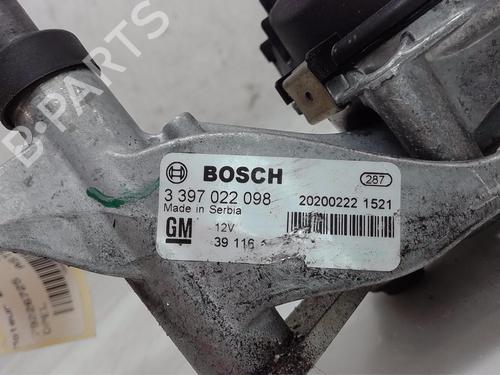 BOSCH
287
3 397 022 098
20200222 1521
Made in Serbia
GM
12V
39 116
D-PARTS